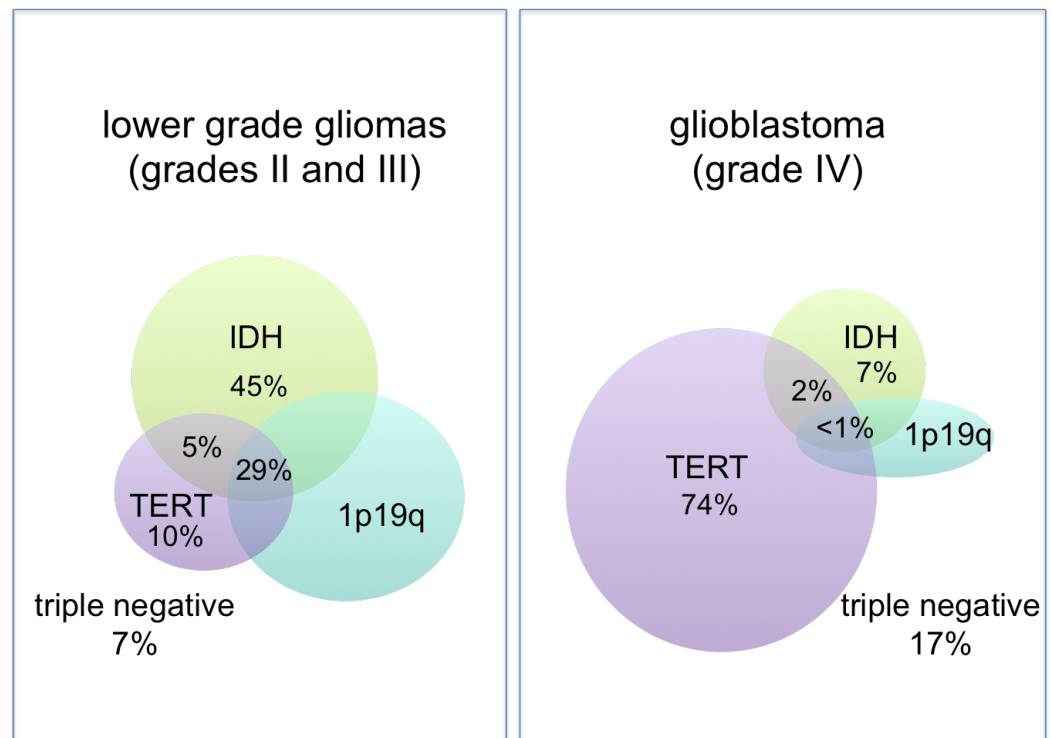 lower grade gliomas
(grades II and III)
IDH
45%
5%
29%
TERT
10%
1p19q
triple negative
7%
glioblastoma
(grade IV)
IDH
7%
2%
<1%
1p19q
TERT
74%
triple negative
17%